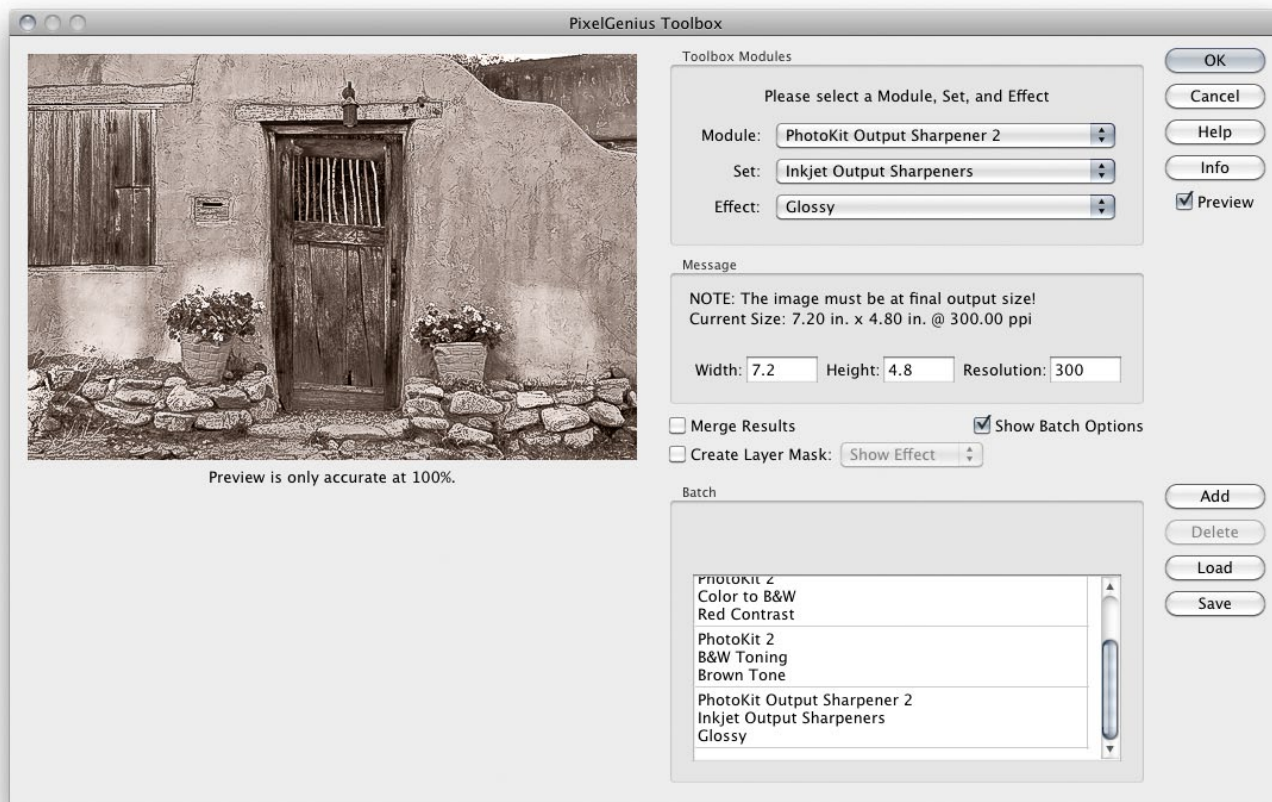 PixelGenius Toolbox
Toolbox Modules
Please select a Module, Set, and Effect
Module: PhotoKit Output Sharpener 2
Set: Inkjet Output Sharpeners
Effect: Glossy
OK
Cancel
Help
Info
Preview
Message
NOTE: The image must be at final output size!
Current Size: 7.20 in. x 4.80 in. @ 300.00 ppi
Width: 7.2 Height: 4.8 Resolution: 300
Merge Results Show Batch Options
Create Layer Mask: Show Effect
Preview is only accurate at 100%.
Batch
PhotoKit 2
Color to B&W
Red Contrast
PhotoKit 2
B&W Toning
Brown Tone
PhotoKit Output Sharpener 2
Inkjet Output Sharpeners
Glossy
Add
Delete
Load
Save